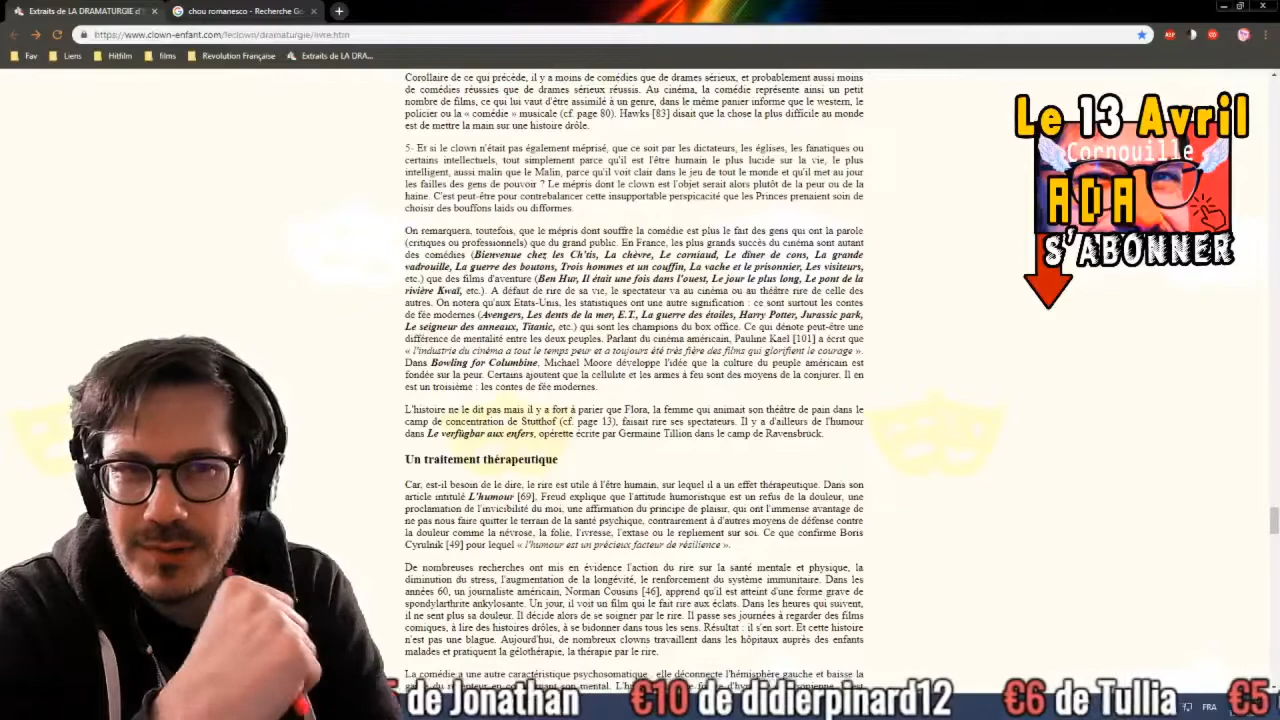 Extraits de LA DRAMATURGIE d'
chou romanesco - Recherche Go
https://www.clown-enfant.com/leclown/dramaturgie/livre.htm
Fav
Liens
Hitfilm
films
Revolution Française
Extraits de LA DRA...
Corollaire de ce qui précède, il y a moins de comédies que de drames sérieux, et probablement aussi moins
de comédies réussies que de drames sérieux réussis. Au cinéma, la comédie représente ainsi un petit
nombre de films, ce qui lui vaut d'être assimilé à un genre, dans le même panier informe que le western, le
policier ou la « comédie » musicale (cf. page 80). Hawks [83] disait que la chose la plus difficile au monde
est de mettre la main sur une histoire drôle.
5- Et si le clown n'était pas également méprisé, que ce soit par les dictateurs, les églises, les fanatiques ou
certains intellectuels, tout simplement parce qu'il est l'être humain le plus lucide sur la vie, le plus
intelligent, aussi malin que le Malin, parce qu'il voit clair dans le jeu de tout le monde et qu'il met au jour
les failles des gens de pouvoir ? Le mépris dont le clown est l'objet serait alors plutôt de la peur ou de la
haine. C'est peut-être pour contrebalancer cette insupportable perspicacité que les Princes prenaient soin de
choisir des bouffons laids ou difformes.
On remarquera, toutefois, que le mépris dont souffre la comédie est plus le fait des gens qui ont la parole
(critiques ou professionnels) que du grand public. En France, les plus grands succès du cinéma sont autant
des comédies (Bienvenue chez les Ch'tis, La chèvre, Le corniaud, Le dîner de cons, La grande
vadrouille, La guerre des boutons, Trois hommes et un couffin, La vache et le prisonnier, Les visiteurs,
etc.) que des films d'aventure (Ben Hur, Il était une fois dans l'ouest, Le jour le plus long, Le pont de la
rivière Kwaï, etc.). A défaut de rire de sa vie, le spectateur va au cinéma ou au théâtre rire de celle des
autres. On notera qu'aux Etats-Unis, les statistiques ont une autre signification : ce sont surtout les contes
de fée modernes (Avengers, Les dents de la mer, E.T., La guerre des étoiles, Harry Potter, Jurassic park,
Le seigneur des anneaux, Titanic, etc.) qui sont les champions du box office. Ce qui dénote peut-être une
différence de mentalité entre les deux peuples. Parlant du cinéma américain, Pauline Kael [101] a écrit que
« l'industrie du cinéma a tout le temps peur et a toujours été très fière des films qui glorifient le courage ».
Dans Bowling for Columbine, Michael Moore développe l'idée que la culture du peuple américain est
fondée sur la peur. Certains ajoutent que la cellulite et les armes à feu sont des moyens de la conjurer. Il en
est un troisième : les contes de fée modernes.
L'histoire ne le dit pas mais il y a fort à parier que Flora, la femme qui animait son théâtre de pain dans le
camp de concentration de Stutthof (cf. page 13), faisait rire ses spectateurs. Il y a d'ailleurs de l'humour
dans Le verfügbar aux enfers, opérette écrite par Germaine Tillion dans le camp de Ravensbrück.
Un traitement thérapeutique
Car, est-il besoin de le dire, le rire est utile à l'être humain, sur lequel il a un effet thérapeutique. Dans son
article intitulé L'humour [69], Freud explique que l'attitude humoristique est un refus de la douleur, une
proclamation de l'invicibilité du moi, une affirmation du principe de plaisir, qui ont l'immense avantage de
ne pas nous faire quitter le terrain de la santé psychique, contrairement à d'autres moyens de défense contre
la douleur comme la névrose, la folie, l'ivresse, l'extase ou le repliement sur soi. Ce que confirme Boris
Cyrulnik [49] pour lequel « l'humour est un précieux facteur de résilience ».
De nombreuses recherches ont mis en évidence l'action du rire sur la santé mentale et physique, la
diminution du stress, l'augmentation de la longévité, le renforcement du système immunitaire. Dans les
années 60, un journaliste américain, Norman Cousins [46], apprend qu'il est atteint d'une forme grave de
spondylarthrite ankylosante. Un jour, il voit un film qui le fait rire aux éclats. Dans les heures qui suivent,
il ne sent plus sa douleur. Il décide alors de se soigner par le rire. Il passe ses journées à regarder des films
comiques, à lire des histoires drôles, à se bidonner dans tous les sens. Résultat : il s'en sort. Et cette histoire
n'est pas une blague. Aujourd'hui, de nombreux clowns travaillent dans les hôpitaux auprès des enfants
malades et pratiquent la gélothérapie, la thérapie par le rire.
La comédie a une autre caractéristique psychosomatique : elle déconnecte l'hémisphère gauche et baisse la
Le 13 Avril
Cornouille
ADA
S'ABONNER
de Jonathan €10 de didierpinard12 €6 de Tullia €5
FRA